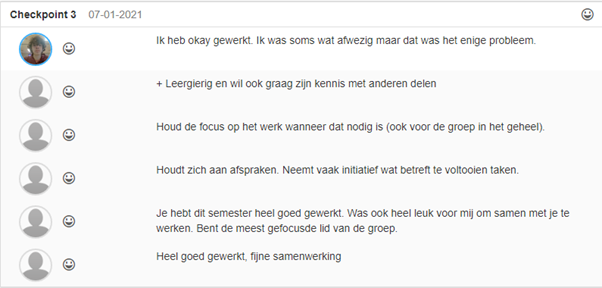 Checkpoint 3 07-01-2021
Ik heb okay gewerkt. Ik was soms wat afwezig maar dat was het enige probleem.
+ Leergierig en wil ook graag zijn kennis met anderen delen
Houd de focus op het werk wanneer dat nodig is (ook voor de groep in het geheel).
Houdt zich aan afspraken. Neemt vaak initiatief wat betreft te voltooien taken.
Je hebt dit semester heel goed gewerkt. Was ook heel leuk voor mij om samen met je te
werken. Bent de meest gefocusde lid van de groep.
Heel goed gewerkt, fijne samenwerking